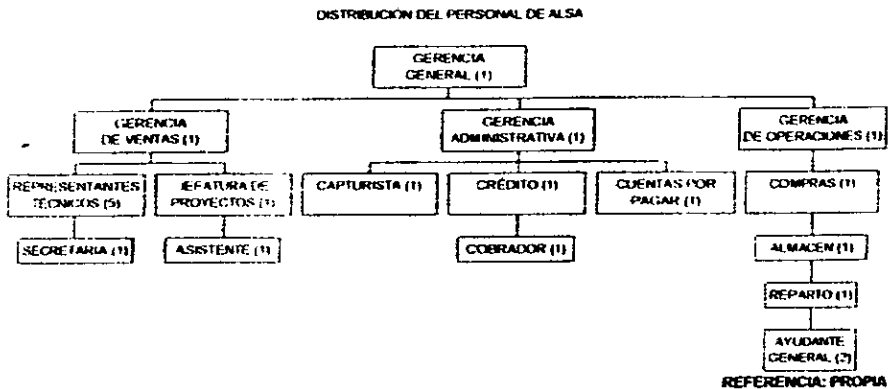 DISTRIBUCIÓN DEL PERSONAL DE ALSA
GERENCIA
GENERAL (1)
GERENCIA
DE VENTAS (1)
GERENCIA
ADMINISTRATIVA (1)
GERENCIA
DE OPERACIONES (1)
REPRESENTANTES
TÉCNICOS (5)
JEFATURA DE
PROYECTOS (1)
CAPTURISTA (1)
CRÉDITO (1)
CUENTAS POR
PAGAR (1)
COMPRAS (1)
SECRETARIA (1)
ASISTENTE (1)
COBRADOR (1)
ALMACEN (1)
REPARTO (1)
AYUDANTE
GENERAL (2)
REFERENCIA: PROPIA